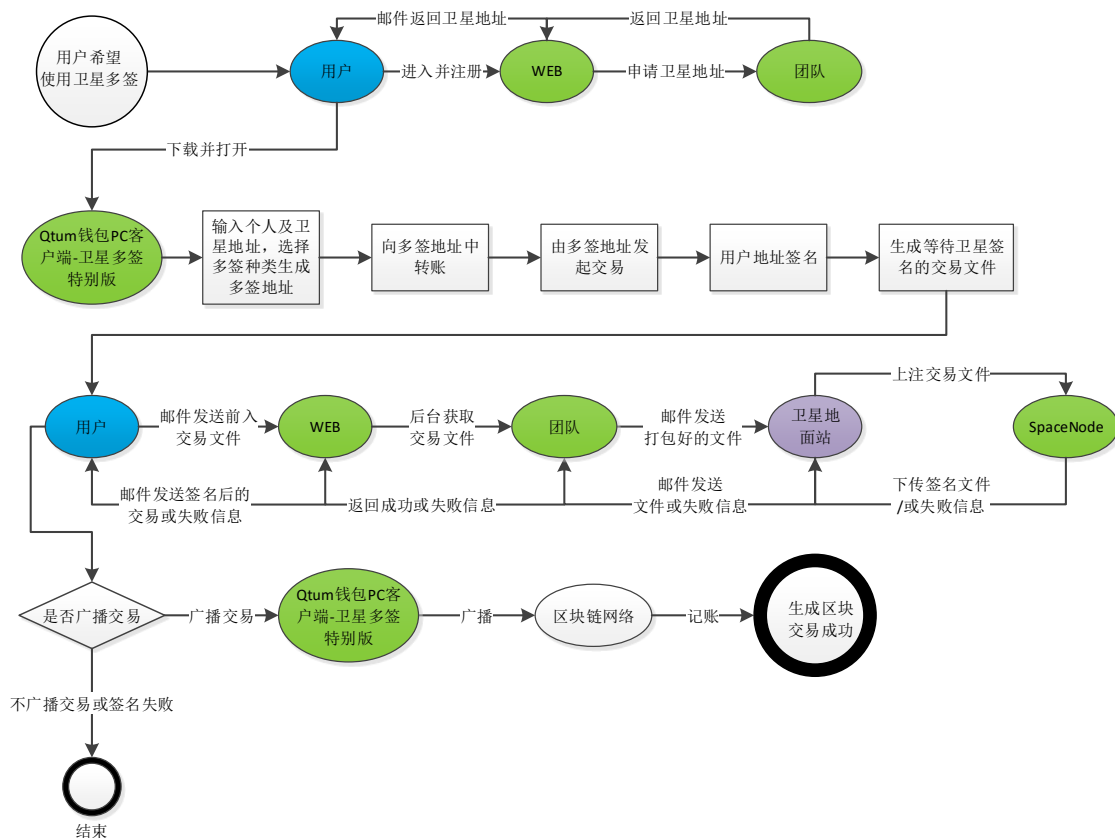 邮件返回卫星地址
返回卫星地址
用户希望
使用卫星多签
用户
进入并注册
WEB
申请卫星地址
团队
下载并打开
Qtum钱包PC客
户端-卫星多签
特别版
输入个人及卫
星地址，选择
多签种类生成
多签地址
向多签地址中
转账
由多签地址发
起交易
用户地址签名
生成等待卫星签
名的交易文件
上注交易文件
用户
邮件发送前入
交易文件
WEB
后台获取
交易文件
团队
邮件发送
打包好的文件
卫星地
面站
SpaceNode
邮件发送签名后的
交易或失败信息
返回成功或失败信息
邮件发送
文件或失败信息
下传签名文件
/或失败信息
是否广播交易
广播交易
Qtum钱包PC客
户端-卫星多签
特别版
广播
区块链网络
记账
生成区块
交易成功
不广播交易或签名失败
结束